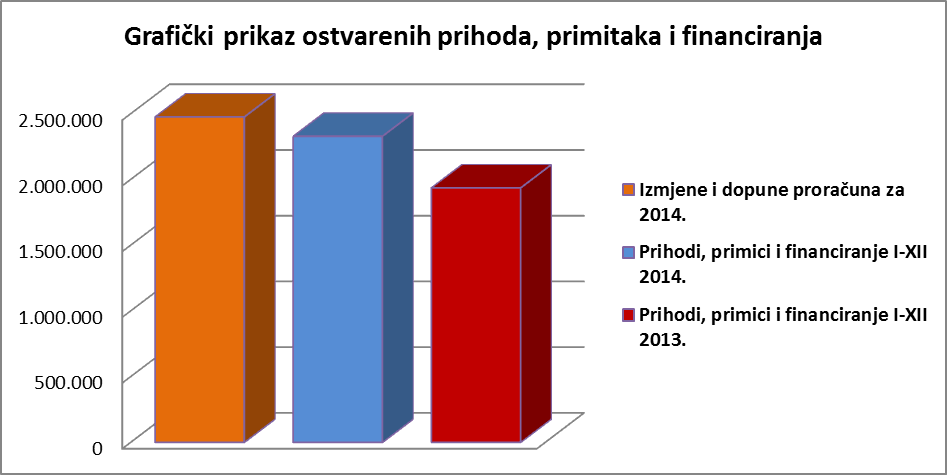 Grafički prikaz ostvarenih prihoda, primitaka i financiranja
2.500.000
2.000.000
1.500.000
1.000.000
500.000
0
Izmjene i dopune proračuna za
2014.
Prihodi, primici i financiranje I-XII
2014.
Prihodi, primici i financiranje I-XII
2013.